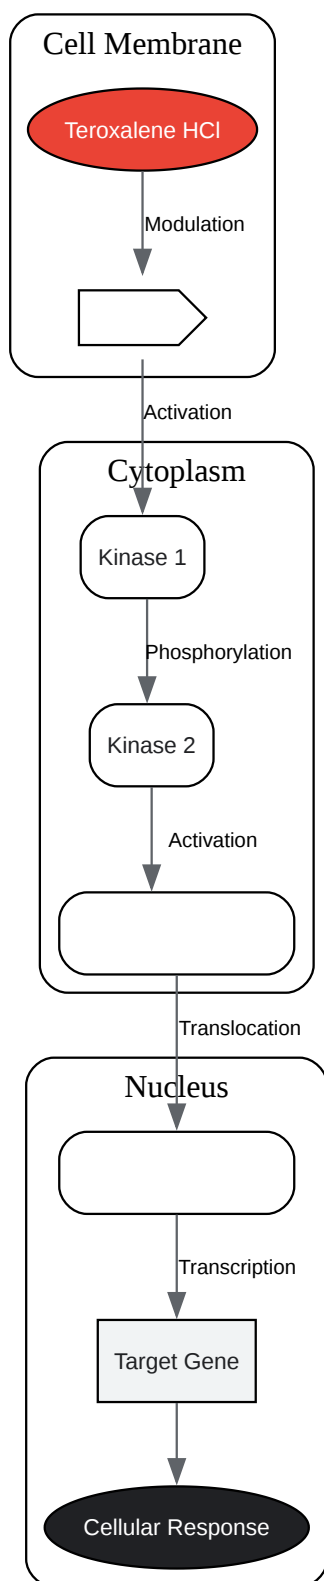 Cell Membrane
Teroxalene HCl
Modulation
Activation
Cytoplasm
Kinase 1
Phosphorylation
Kinase 2
Activation
Translocation
Nucleus
Transcription
Target Gene
Cellular Response